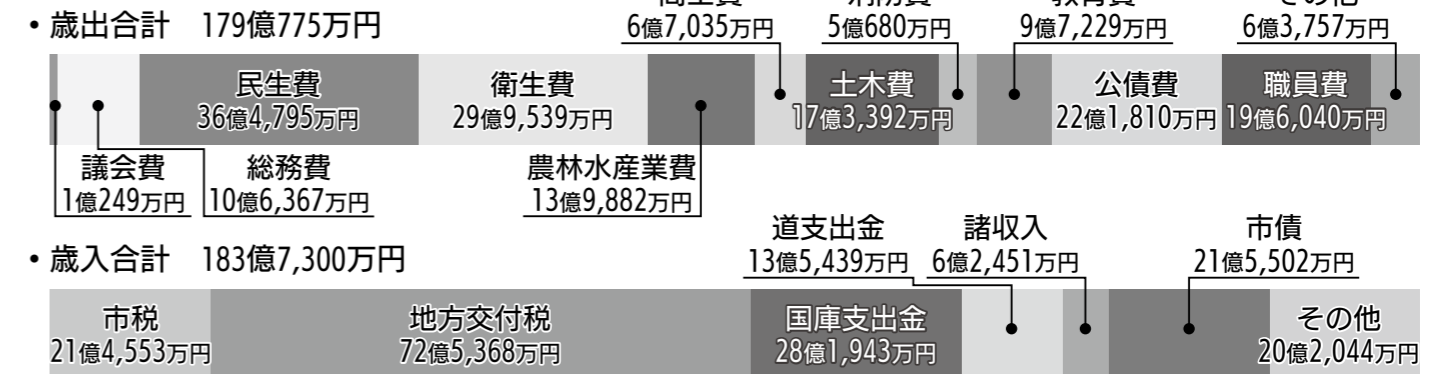 ・歳出合計 179億775万円
6億7,035万円
5億680万円
9億7,229万円
6億3,757万円
民生費
36億4,795万円
衛生費
29億9,539万円
土木費
17億3,392万円
公債費
22億1,810万円
職員費
19億6,040万円
議会費
1億249万円
総務費
10億6,367万円
農林水産業費
13億9,882万円
・歳入合計 183億7,300万円
道支出金
13億5,439万円
諸収入
6億2,451万円
市債
21億5,502万円
市税
21億4,553万円
地方交付税
72億5,368万円
国庫支出金
28億1,943万円
その他
20億2,044万円